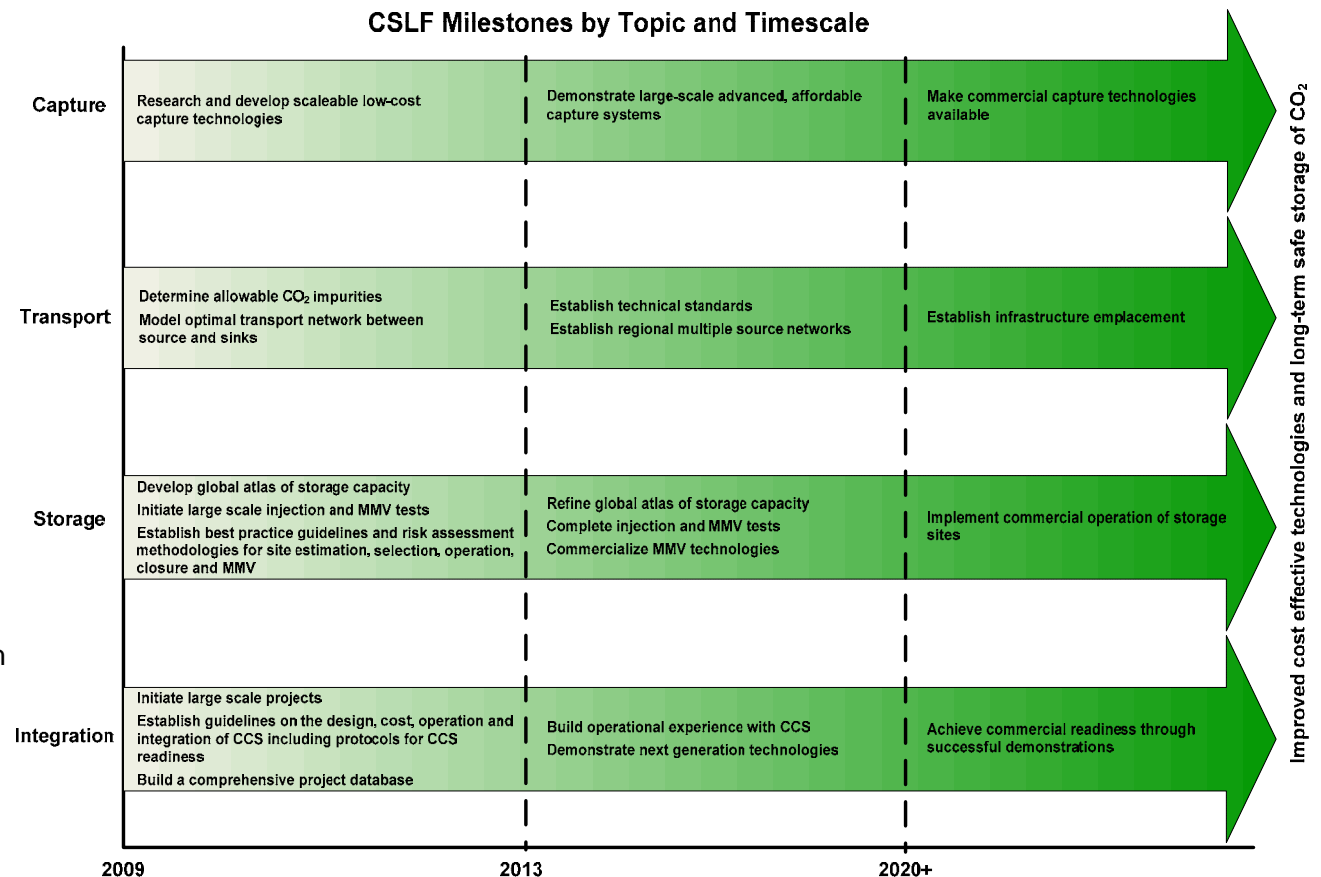 CSLF Milestones by Topic and Timescale
Capture
Research and develop scaleable low-cost
capture technologies
Demonstrate large-scale advanced, affordable
capture systems
Make commercial capture technologies
available
Transport
Determine allowable CO₂ impurities
Model optimal transport network between
source and sinks
Establish technical standards
Establish regional multiple source networks
Establish infrastructure emplacement
Storage
Develop global atlas of storage capacity
Initiate large scale injection and MMV tests
Establish best practice guidelines and risk assessment
methodologies for site estimation, selection, operation,
closure and MMV
Refine global atlas of storage capacity
Complete injection and MMV tests
Commercialize MMV technologies
Implement commercial operation of storage
sites
Integration
Initiate large scale projects
Establish guidelines on the design, cost, operation and
integration of CCS including protocols for CCS
readiness
Build a comprehensive project database
Build operational experience with CCS
Demonstrate next generation technologies
Achieve commercial readiness through
successful demonstrations
Improved cost effective technologies and long-term safe storage of CO₂
2009
2013
2020+